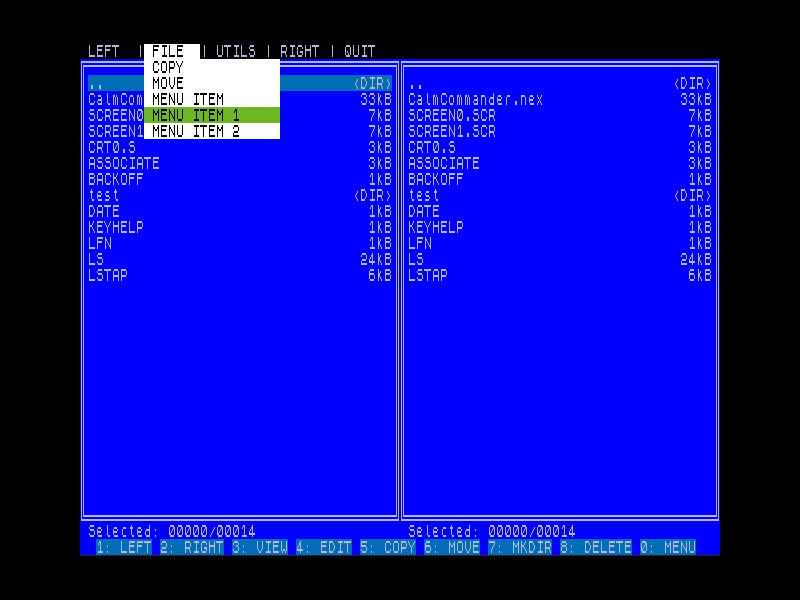 LEFT | FILE | UTILS | RIGHT | QUIT
COPY
MOVE
MENU ITEM
MENU ITEM 1
MENU ITEM 2
.. <DIR>
CalmCom 33kB
SCREEN0 7kB
SCREEN1 7kB
CRT0.S 3kB
ASSOCIATE 3kB
BACKOFF 1kB
test <DIR>
DATE 1kB
KEYHELP 1kB
LFN 1kB
LS 24kB
LSTAP 6kB
Selected: 00000/00014
.. <DIR>
CalmCommander.nex 33kB
SCREEN0.SCR 7kB
SCREEN1.SCR 7kB
CRT0.S 3kB
ASSOCIATE 3kB
BACKOFF 1kB
test <DIR>
DATE 1kB
KEYHELP 1kB
LFN 1kB
LS 24kB
LSTAP 6kB
Selected: 00000/00014
1: LEFT 2: RIGHT 3: VIEW 4: EDIT 5: COPY 6: MOVE 7: MKDIR 8: DELETE 0: MENU